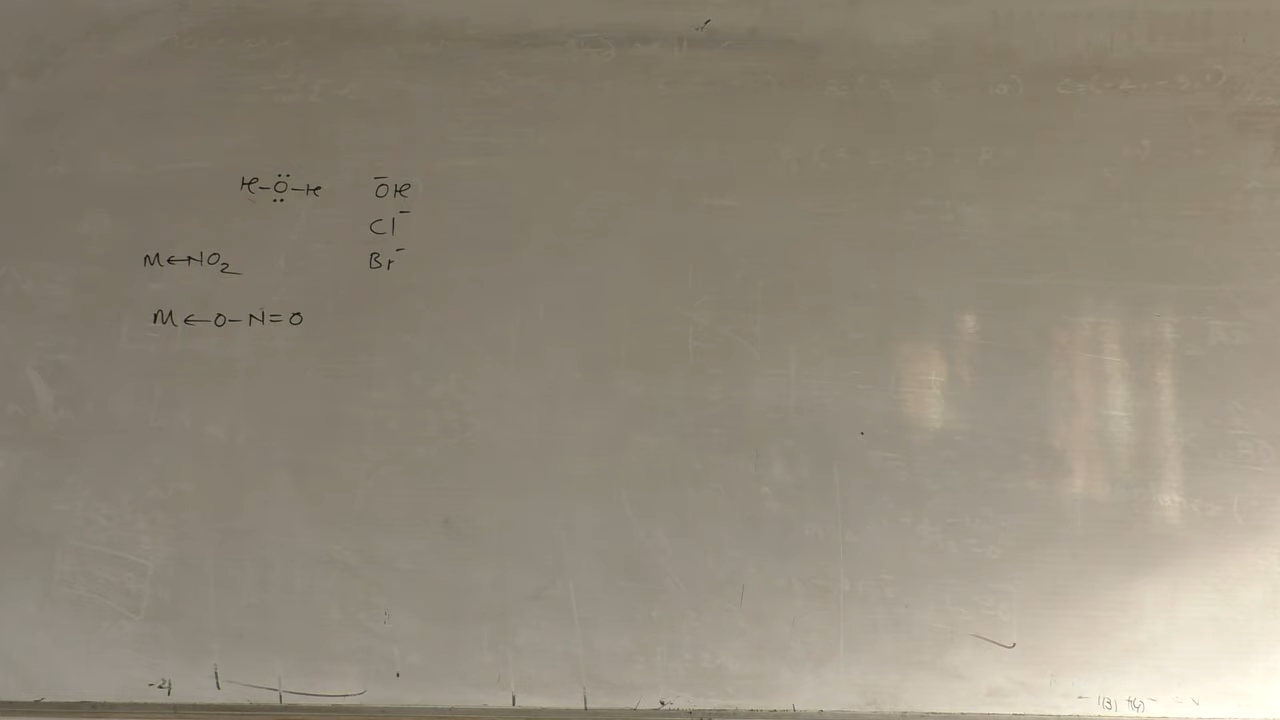 H-Ö-H ŌH
Cl⁻
M←NO₂ Br⁻
M←O-N=O